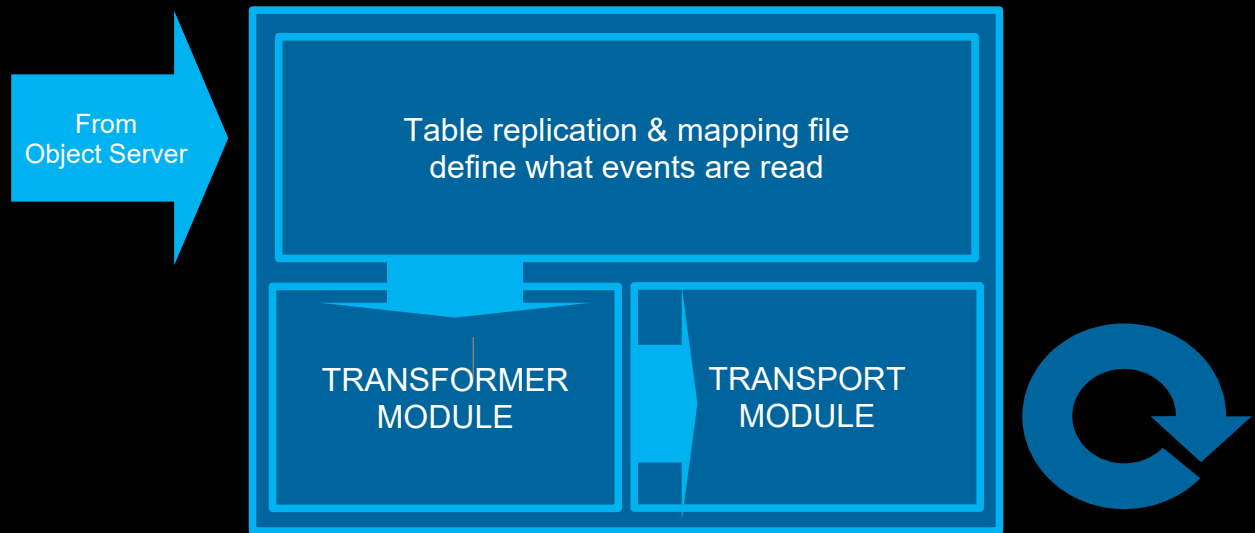 From
Object Server
Table replication & mapping file
define what events are read
TRANSFORMER
MODULE
TRANSPORT
MODULE